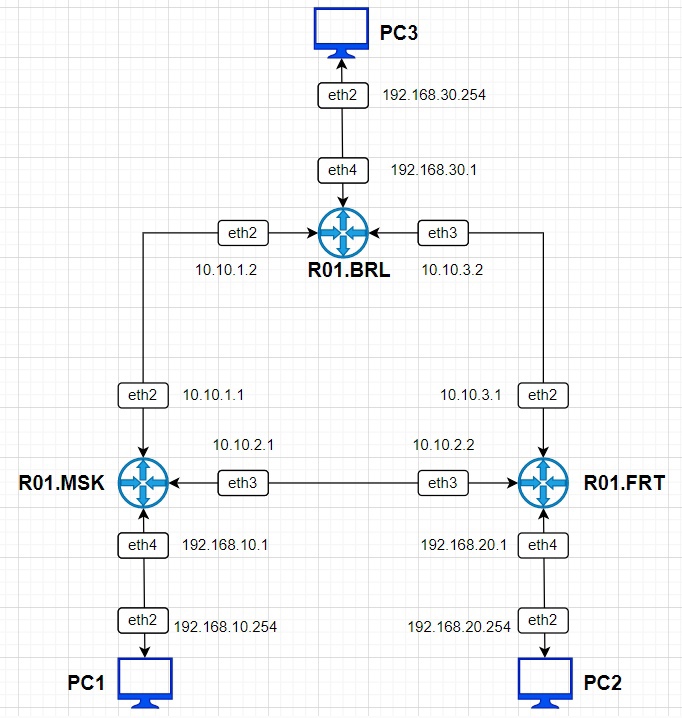 PC3
eth2 192.168.30.254
eth4 192.168.30.1
eth2 eth3
10.10.1.2 R01.BRL 10.10.3.2
eth2 10.10.1.1 10.10.3.1 eth2
10.10.2.1 10.10.2.2
R01.MSK eth3 eth3 R01.FRT
eth4 192.168.10.1 192.168.20.1 eth4
eth2 192.168.10.254 192.168.20.254 eth2
PC1 PC2